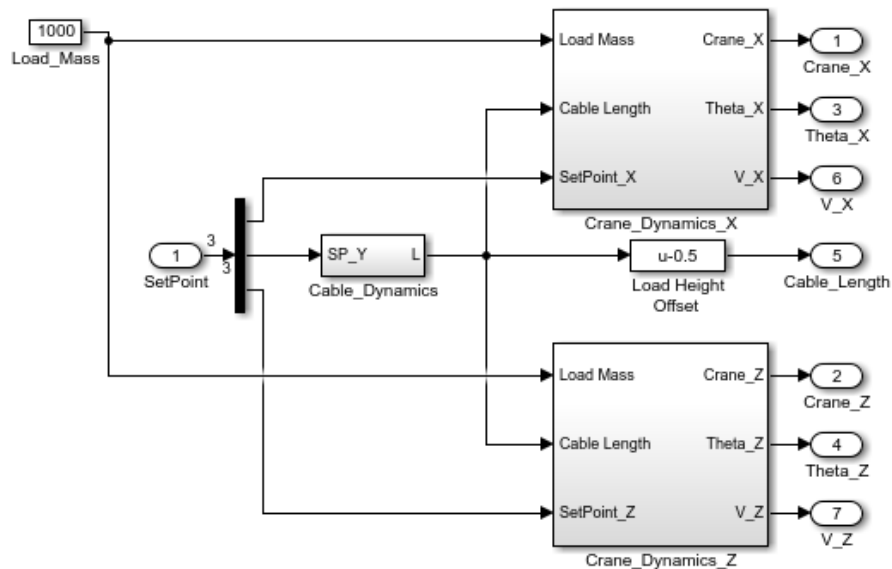 1000
Load_Mass
Load Mass
Crane_X
1
Crane_X
Cable Length
Theta_X
3
Theta_X
SetPoint_X
V_X
6
V_X
Crane_Dynamics_X
1
3
3
SetPoint
SP_Y
L
Cable_Dynamics
u-0.5
Load Height
Offset
5
Cable_Length
Load Mass
Crane_Z
2
Crane_Z
Cable Length
Theta_Z
4
Theta_Z
SetPoint_Z
V_Z
7
V_Z
Crane_Dynamics_Z